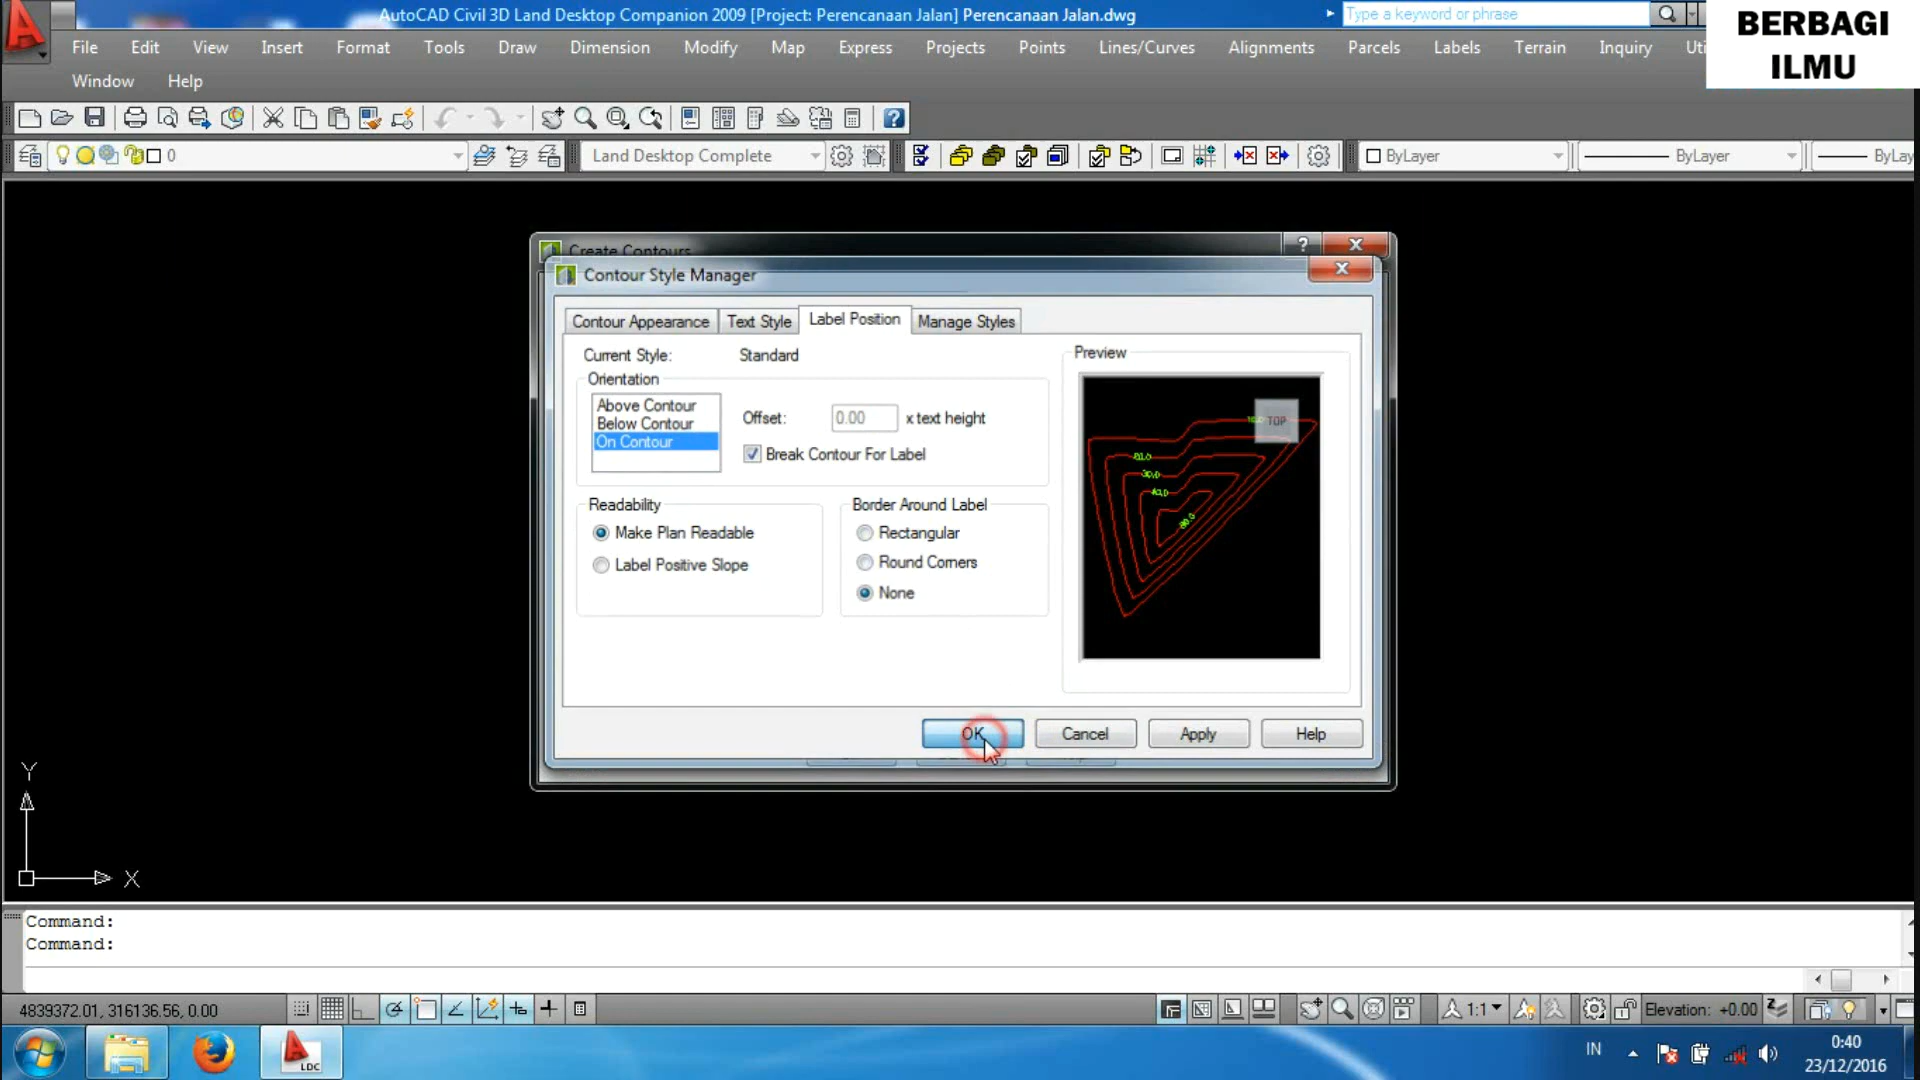 AutoCAD Civil 3D Land Desktop Companion 2009 [Project: Perencanaan Jalan] Perencanaan Jalan.dwg
Type a keyword or phrase
BERBAGI
ILMU
File Edit View Insert Format Tools Draw Dimension Modify Map Express Projects Points Lines/Curves Alignments Parcels Labels Terrain Inquiry Uti
Window Help
0
Land Desktop Complete
ByLayer
ByLayer
ByLay
Create Contours
Contour Style Manager
Contour Appearance Text Style Label Position Manage Styles
Current Style: Standard
Preview
Orientation
Above Contour
Below Contour
On Contour
Offset: 0.00 x text height
Break Contour For Label
TOP
Readability
Make Plan Readable
Label Positive Slope
Border Around Label
Rectangular
Round Corners
None
OK Cancel Apply Help
Y
X
Command:
Command:
4839372.01, 316136.56, 0.00
1:1
Elevation: +0.00
LDC
IN
0:40
23/12/2016